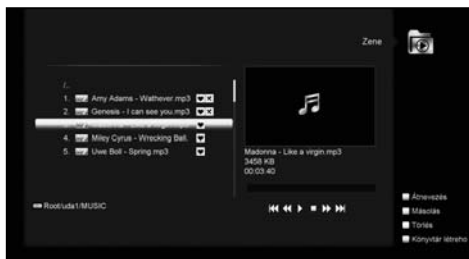 Zene
/..
1. Amy Adams - Wathever.mp3
2. Genesis - I can see you.mp3
4. Miley Cyrus - Wrecking Ball.
5. Uwe Boll - Spring.mp3
Madonna - Like a virgin.mp3
3458 KB
00:03:40
Root/uda1/MUSIC
Átnevezés
Másolás
Törlés
Könyvtár létreho